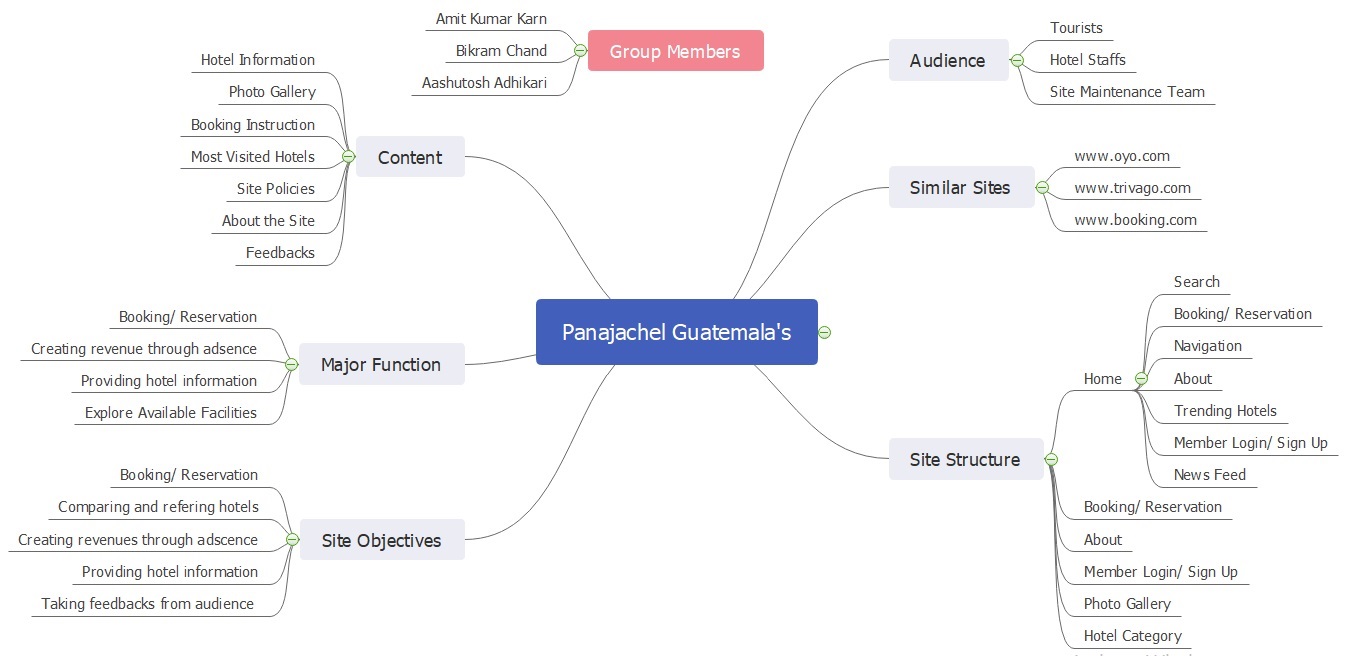 Amit Kumar Karn
Bikram Chand
Aashutosh Adhikari
Group Members
Hotel Information
Photo Gallery
Booking Instruction
Most Visited Hotels
Site Policies
About the Site
Feedbacks
Content
Booking/ Reservation
Creating revenue through adsence
Providing hotel information
Explore Available Facilities
Major Function
Booking/ Reservation
Comparing and refering hotels
Creating revenues through adscence
Providing hotel information
Taking feedbacks from audience
Site Objectives
Panajachel Guatemala's
Audience
Tourists
Hotel Staffs
Site Maintenance Team
Similar Sites
www.oyo.com
www.trivago.com
www.booking.com
Site Structure
Home
Search
Booking/ Reservation
Navigation
About
Trending Hotels
Member Login/ Sign Up
News Feed
Booking/ Reservation
About
Member Login/ Sign Up
Photo Gallery
Hotel Category